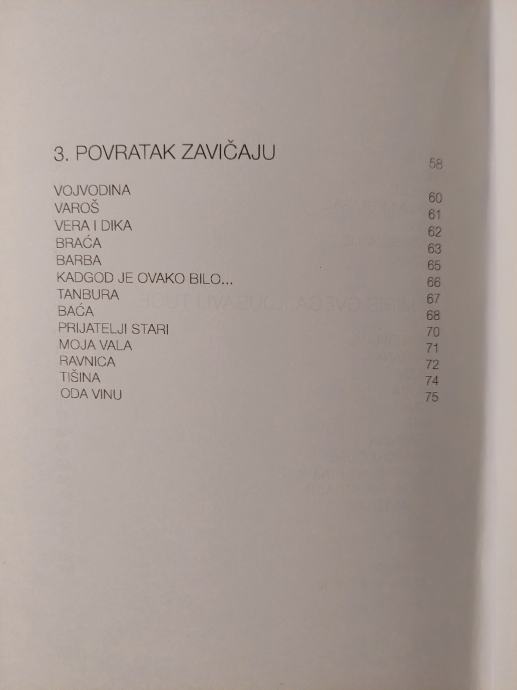 3. POVRATAK ZAVIČAJU 58
VOJVODINA 60
VAROŠ 61
VERA I DIKA 62
BRAĆA 63
BARBA 65
KADGOD JE OVAKO BILO... 66
TANBURA 67
BAĆA 68
PRIJATELJI STARI 70
MOJA VALA 71
RAVNICA 72
TIŠINA 74
ODA VINU 75